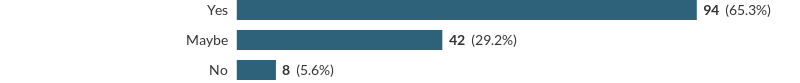 Yes 94 (65.3%)
Maybe 42 (29.2%)
No 8 (5.6%)